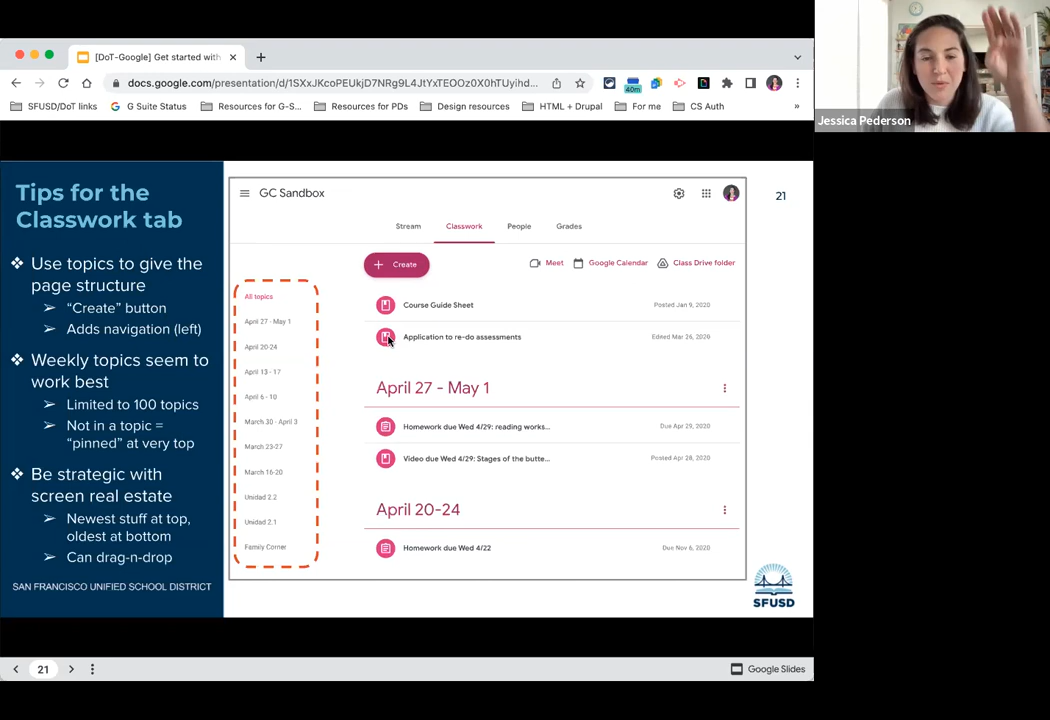 [DoT-Google] Get started with
docs.google.com/presentation/d/1SXxJKcoPEUkjD7NRg9L4JtYxTEOOz0X0hTUyihd...
40m
SFUSD/DoT links
G Suite Status
Resources for G-S...
Resources for PDs
Design resources
HTML + Drupal
For me
CS Auth
»
Jessica Pederson
Tips for the
Classwork tab
❖ Use topics to give the
page structure
➢ “Create” button
➢ Adds navigation (left)
❖ Weekly topics seem to
work best
➢ Limited to 100 topics
➢ Not in a topic =
“pinned” at very top
❖ Be strategic with
screen real estate
➢ Newest stuff at top,
oldest at bottom
➢ Can drag-n-drop
SAN FRANCISCO UNIFIED SCHOOL DISTRICT
GC Sandbox
21
Stream
Classwork
People
Grades
+ Create
Meet
Google Calendar
Class Drive folder
All topics
April 27 - May 1
April 20-24
April 13 - 17
April 6 - 10
March 30 - April 3
March 23-27
March 16-20
Unidad 2.2
Unidad 2.1
Family Corner
Course Guide Sheet
Posted Jan 9, 2020
Application to re-do assessments
Edited Mar 26, 2020
April 27 - May 1
Homework due Wed 4/29: reading works...
Due Apr 29, 2020
Video due Wed 4/29: Stages of the butte...
Posted Apr 28, 2020
April 20-24
Homework due Wed 4/22
Due Nov 6, 2020
SFUSD
21
Google Slides